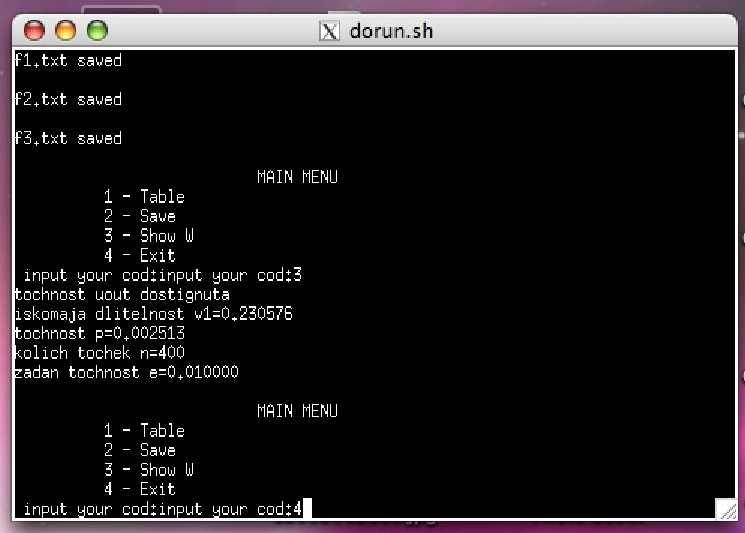 dorun.sh
f1.txt saved
f2.txt saved
f3.txt saved
MAIN MENU
1 - Table
2 - Save
3 - Show W
4 - Exit
input your cod:input your cod:3
tochnost uout dostignuta
iskomaja dlitelnost v1=0.230576
tochnost p=0.002513
kolich tochek n=400
zadan tochnost e=0.010000
MAIN MENU
1 - Table
2 - Save
3 - Show W
4 - Exit
input your cod:input your cod:4